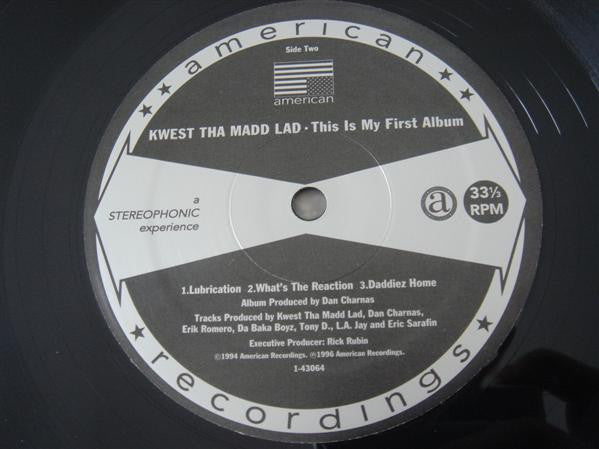 american
Side Two
american
KWEST THA MADD LAD · This Is My First Album
a
STEREOPHONIC
experience
a
33⅓
RPM
1.Lubrication 2.What's The Reaction 3.Daddiez Home
Album Produced by Dan Charnas
Tracks Produced by Kwest Tha Madd Lad, Dan Charnas,
Erik Romero, Da Baka Boyz, Tony D., L.A. Jay and Eric Sarafin
Executive Producer: Rick Rubin
©1994 American Recordings. ℗1996 American Recordings.
1-43064
recordings